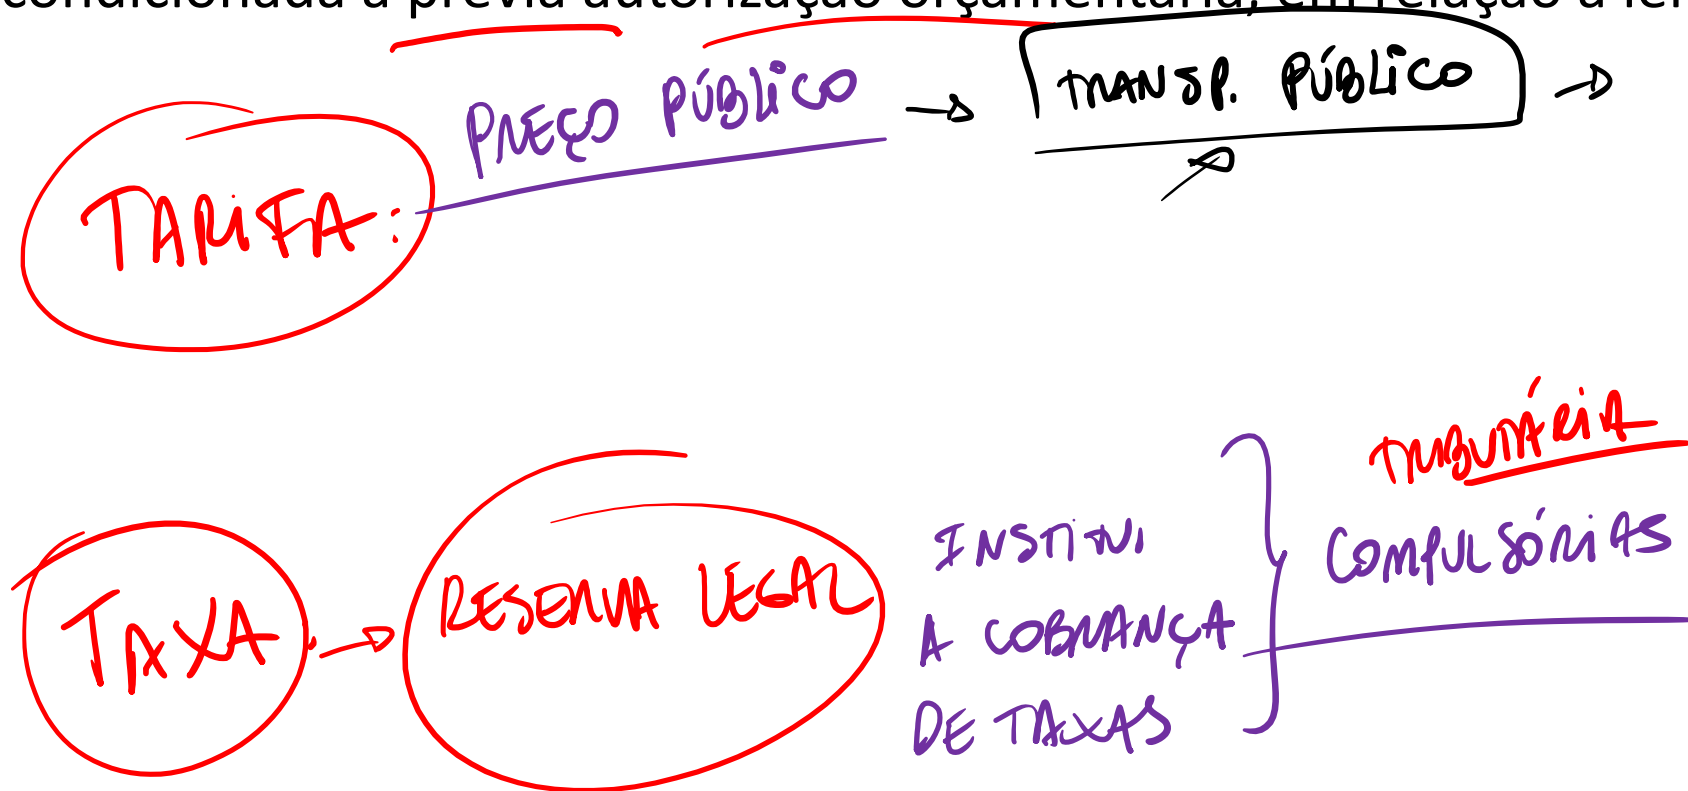 condicionada à prévia autorização orçamentária, em relação à lei
PREÇO PÚBLICO → TRANSP. PÚBLICO →
TARIFA:
TRIBUTÁRIA
INSTITUI
COMPULSÓRIAS
TAXA: → RESERVA LEGAL
A COBRANÇA
DE TAXAS